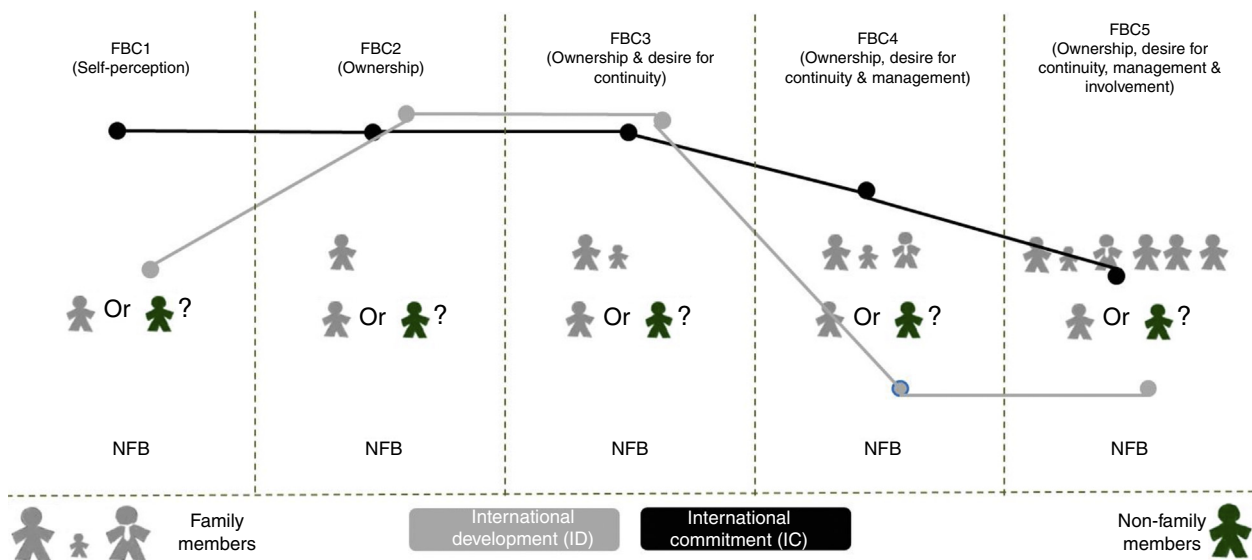 FBC1
(Self-perception)
FBC2
(Ownership)
FBC3
(Ownership & desire for
continuity)
FBC4
(Ownership, desire for
continuity & management)
FBC5
(Ownership, desire for
continuity, management &
involvement)
Or ?
Or ?
Or ?
Or ?
Or ?
NFB
NFB
NFB
NFB
NFB
Family
members
International
development (ID)
International
commitment (IC)
Non-family
members